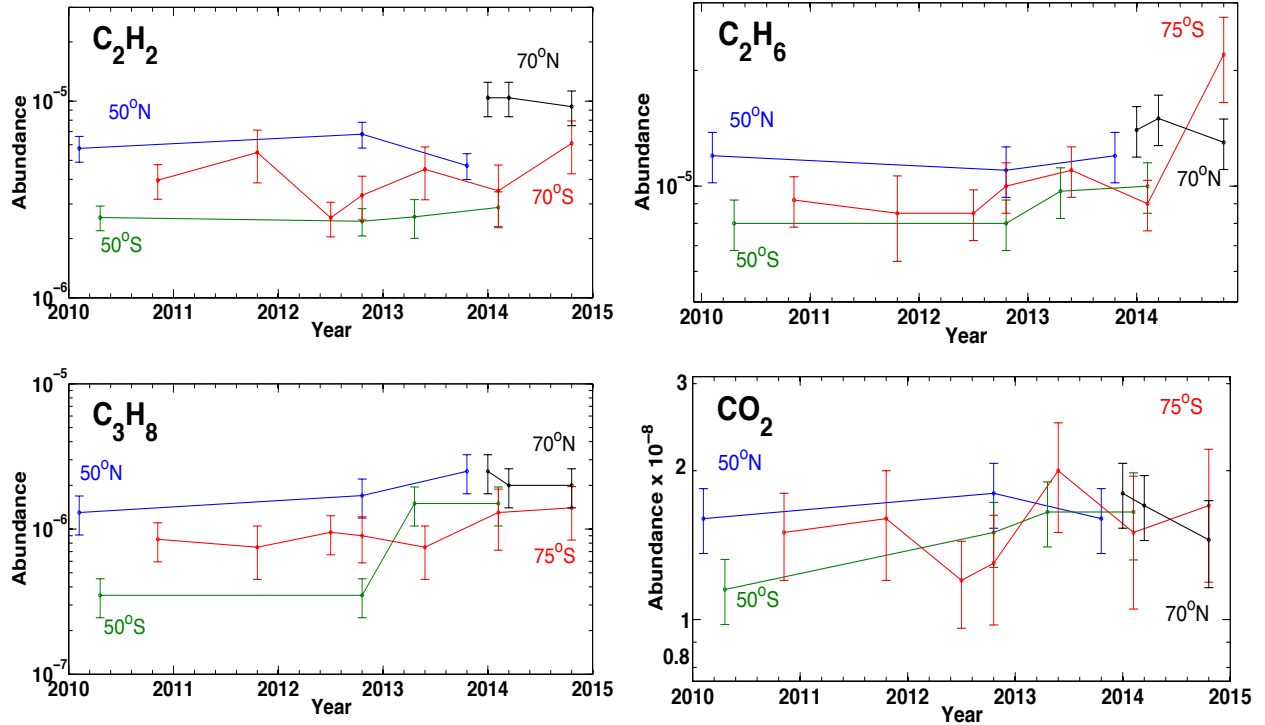 C₂H₂
70°N
50°N
70°S
50°S
10⁻⁵
10⁻⁶
Abundance
2010 2011 2012 2013 2014 2015
Year
C₂H₆
75°S
50°N
70°N
50°S
10⁻⁵
Abundance
2010 2011 2012 2013 2014
Year
C₃H₈
70°N
50°N
75°S
50°S
10⁻⁵
10⁻⁶
10⁻⁷
Abundance
2010 2011 2012 2013 2014 2015
Year
CO₂
75°S
50°N
50°S
70°N
3
2
1
0.8
Abundance x 10⁻⁸
2010 2011 2012 2013 2014 2015
Year